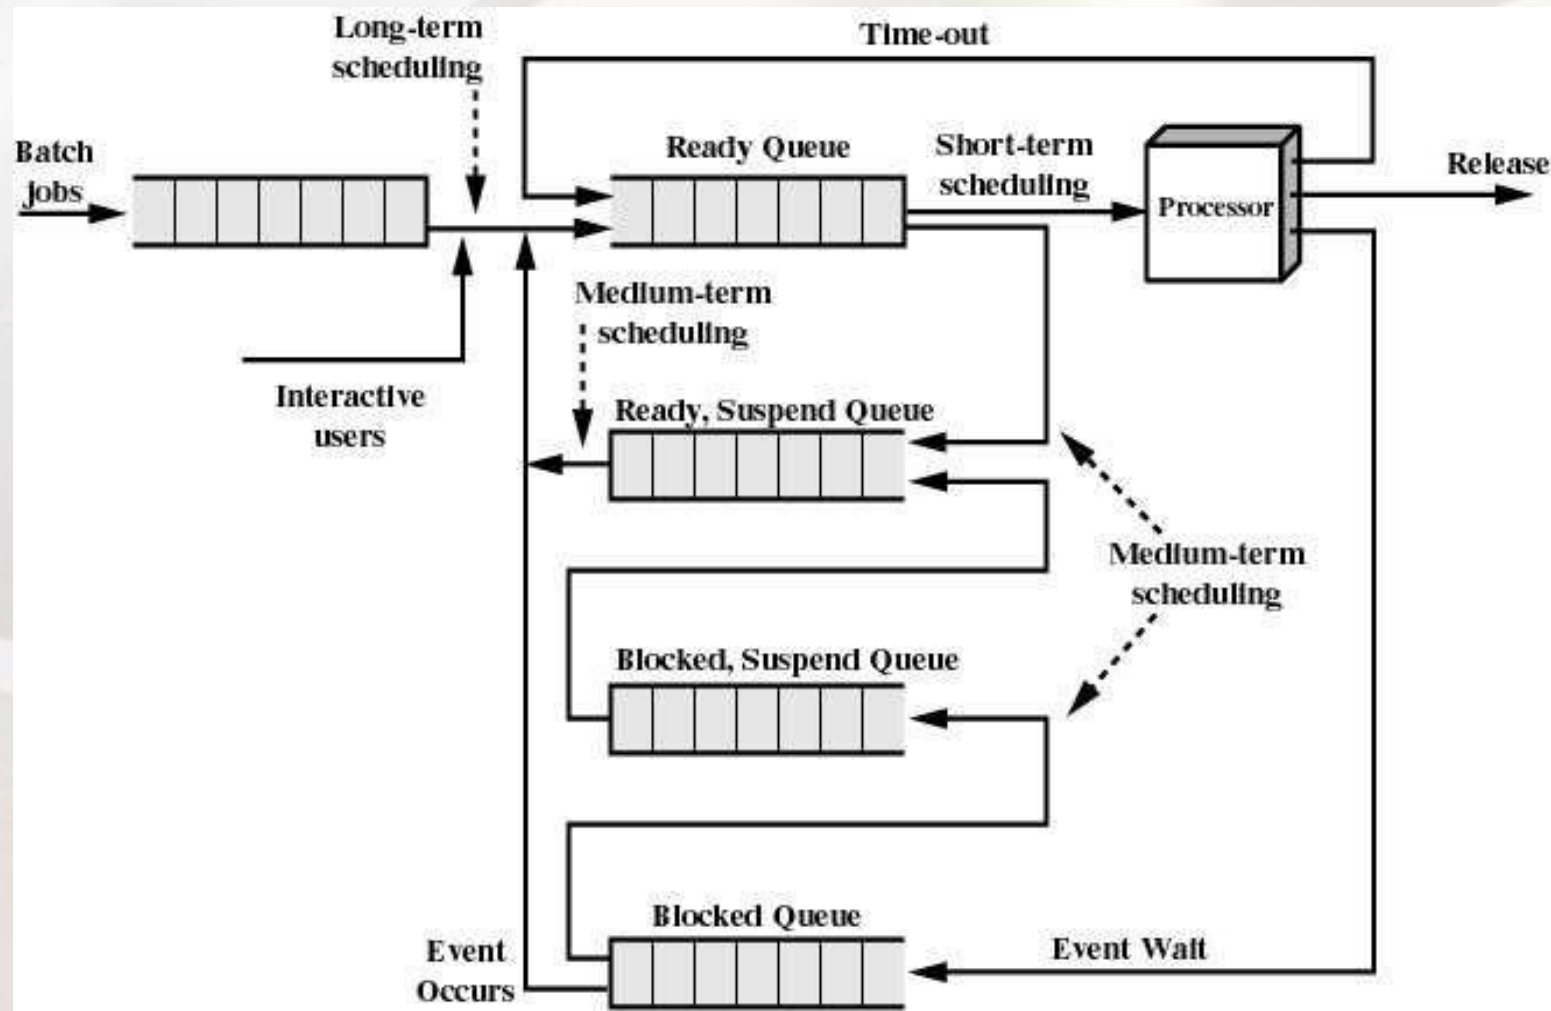 Long-term
scheduling
Time-out
Batch
jobs
Ready Queue
Short-term
scheduling
Processor
Release
Medium-term
scheduling
Interactive
users
Ready, Suspend Queue
Medium-term
scheduling
Blocked, Suspend Queue
Blocked Queue
Event
Occurs
Event Wait